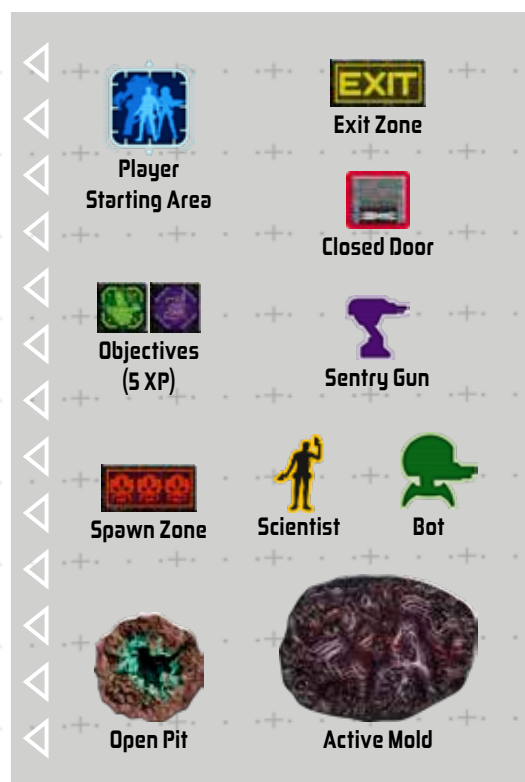 EXIT
Player
Starting Area
Exit Zone
Closed Door
Objectives
(5 XP)
Sentry Gun
Spawn Zone
Scientist
Bot
Open Pit
Active Mold